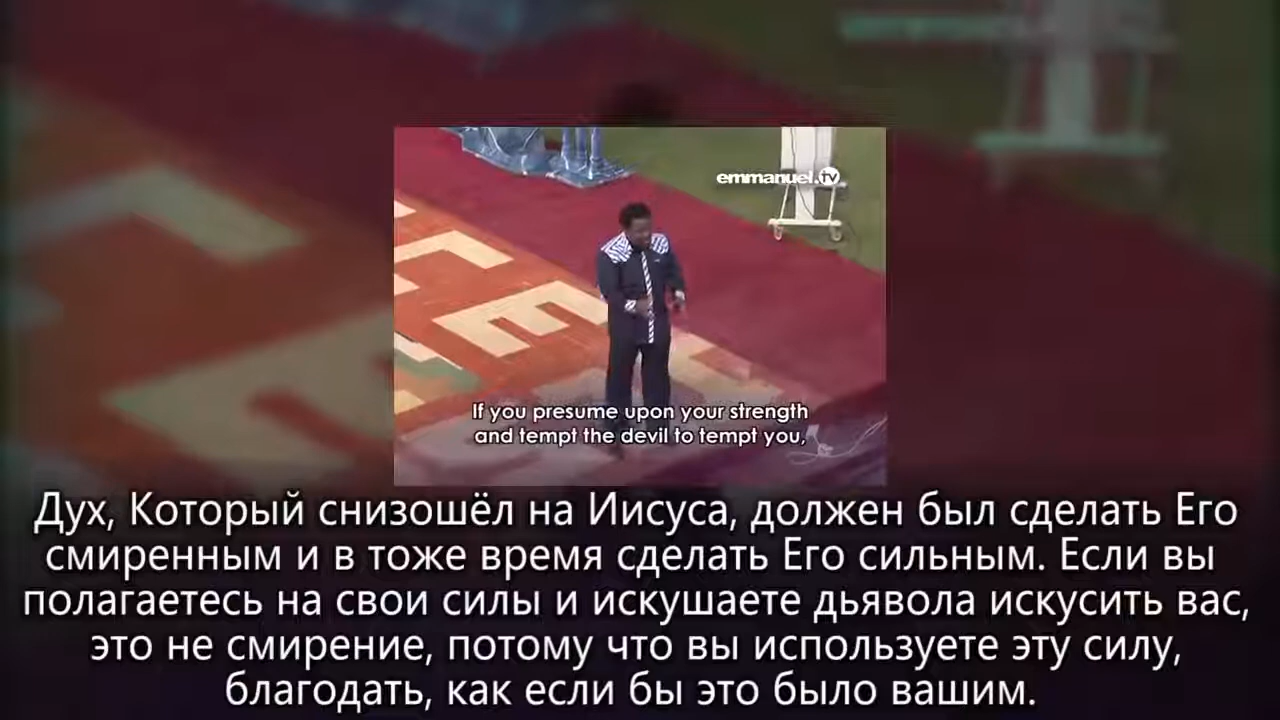 emmanuel.tv
If you presume upon your strength
and tempt the devil to tempt you,
Дух, Который снизошёл на Иисуса, должен был сделать Его
смиренным и в тоже время сделать Его сильным. Если вы
полагаетесь на свои силы и искушаете дьявола искусить вас,
это не смирение, потому что вы используете эту силу,
благодать, как если бы это было вашим.